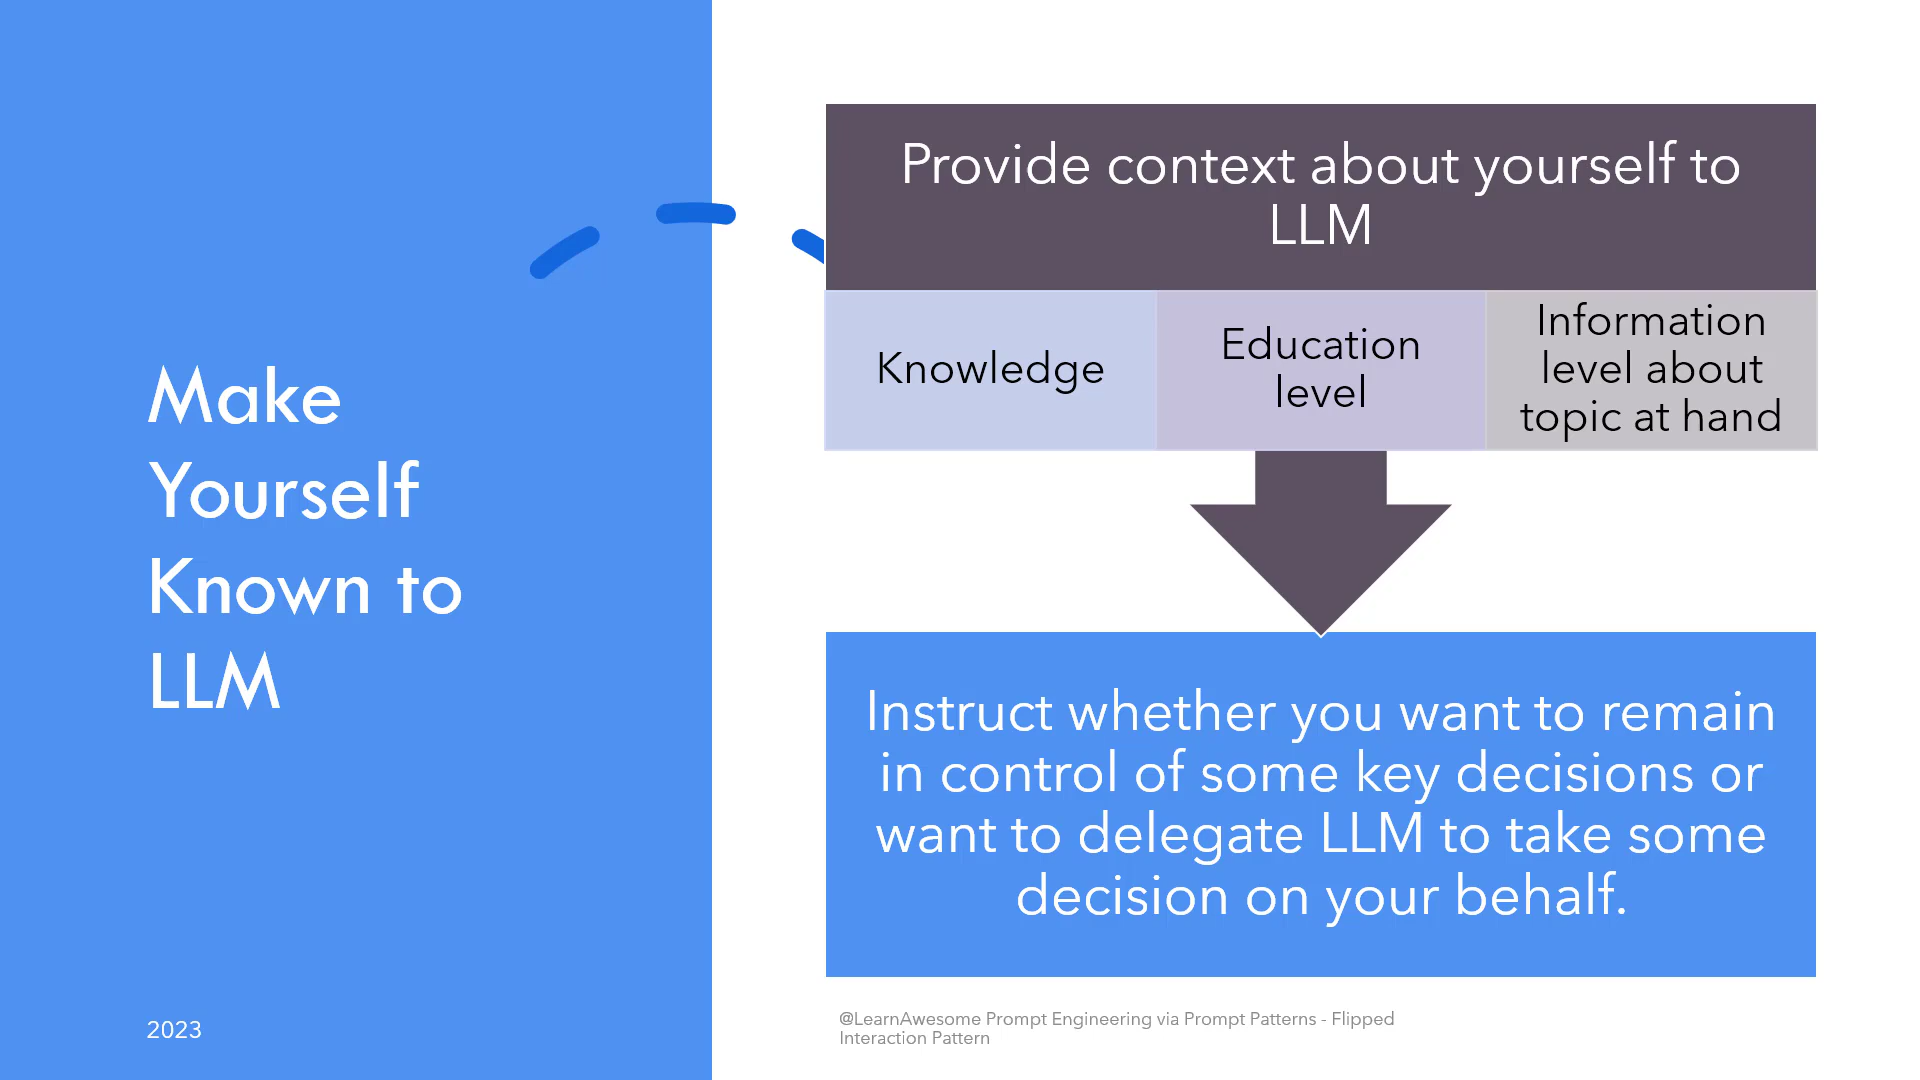 Make
Yourself
Known to
LLM
2023
Provide context about yourself to
LLM
Knowledge
Education
level
Information
level about
topic at hand
Instruct whether you want to remain
in control of some key decisions or
want to delegate LLM to take some
decision on your behalf.
@LearnAwesome Prompt Engineering via Prompt Patterns - Flipped
Interaction Pattern